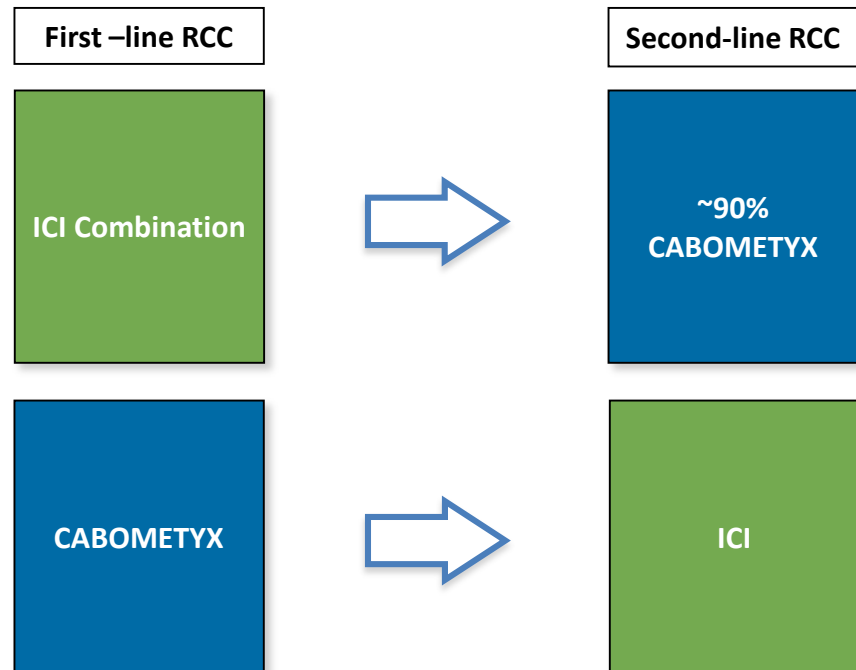 First –line RCC
Second-line RCC
ICI Combination
~90%
CABOMETYX
CABOMETYX
ICI